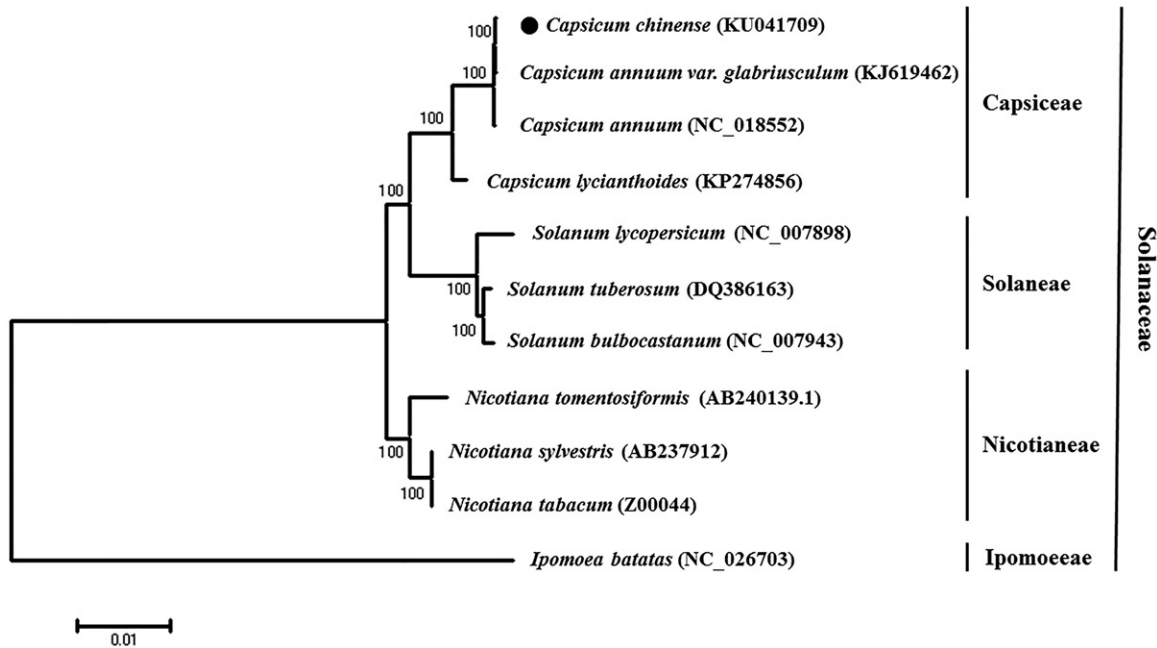 100
Capsicum chinense (KU041709)
100
Capsicum annuum var. glabriusculum (KJ619462)
Capsiceae
100
Capsicum annuum (NC_018552)
100
Capsicum lycianthoides (KP274856)
Solanum lycopersicum (NC_007898)
Solanaceae
100
Solanum tuberosum (DQ386163)
Solaneae
100
Solanum bulbocastanum (NC_007943)
Nicotiana tomentosiformis (AB240139.1)
100
Nicotiana sylvestris (AB237912)
Nicotianeae
100
Nicotiana tabacum (Z00044)
Ipomoea batatas (NC_026703)
Ipomoeeae
0.01